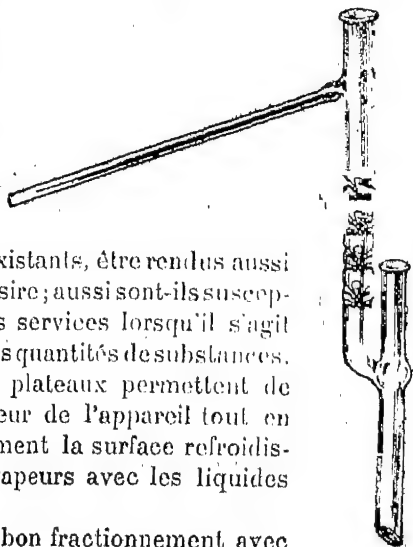 xistants, être rendus aussi
sire; aussi sont-ils suscep-
s services lorsqu'il s'agit
s quantités de substances.
plateaux permettent de
eur de l'appareil tout en
ment la surface refroidis-
apeurs avec les liquides
bon fractionnement avec